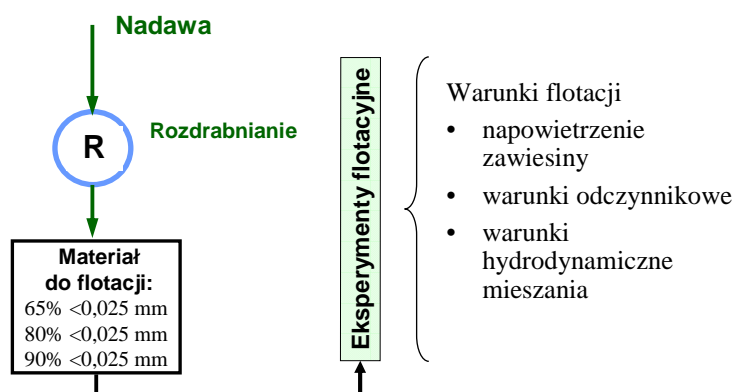 Nadawa
Rozdrabnianie
R
Materiał
do flotacji:
65% <0,025 mm
80% <0,025 mm
90% <0,025 mm
Eksperymenty flotacyjne
Warunki flotacji
• napowietrzenie
zawiesiny
• warunki odczynnikowe
• warunki
hydrodynamiczne
mieszania